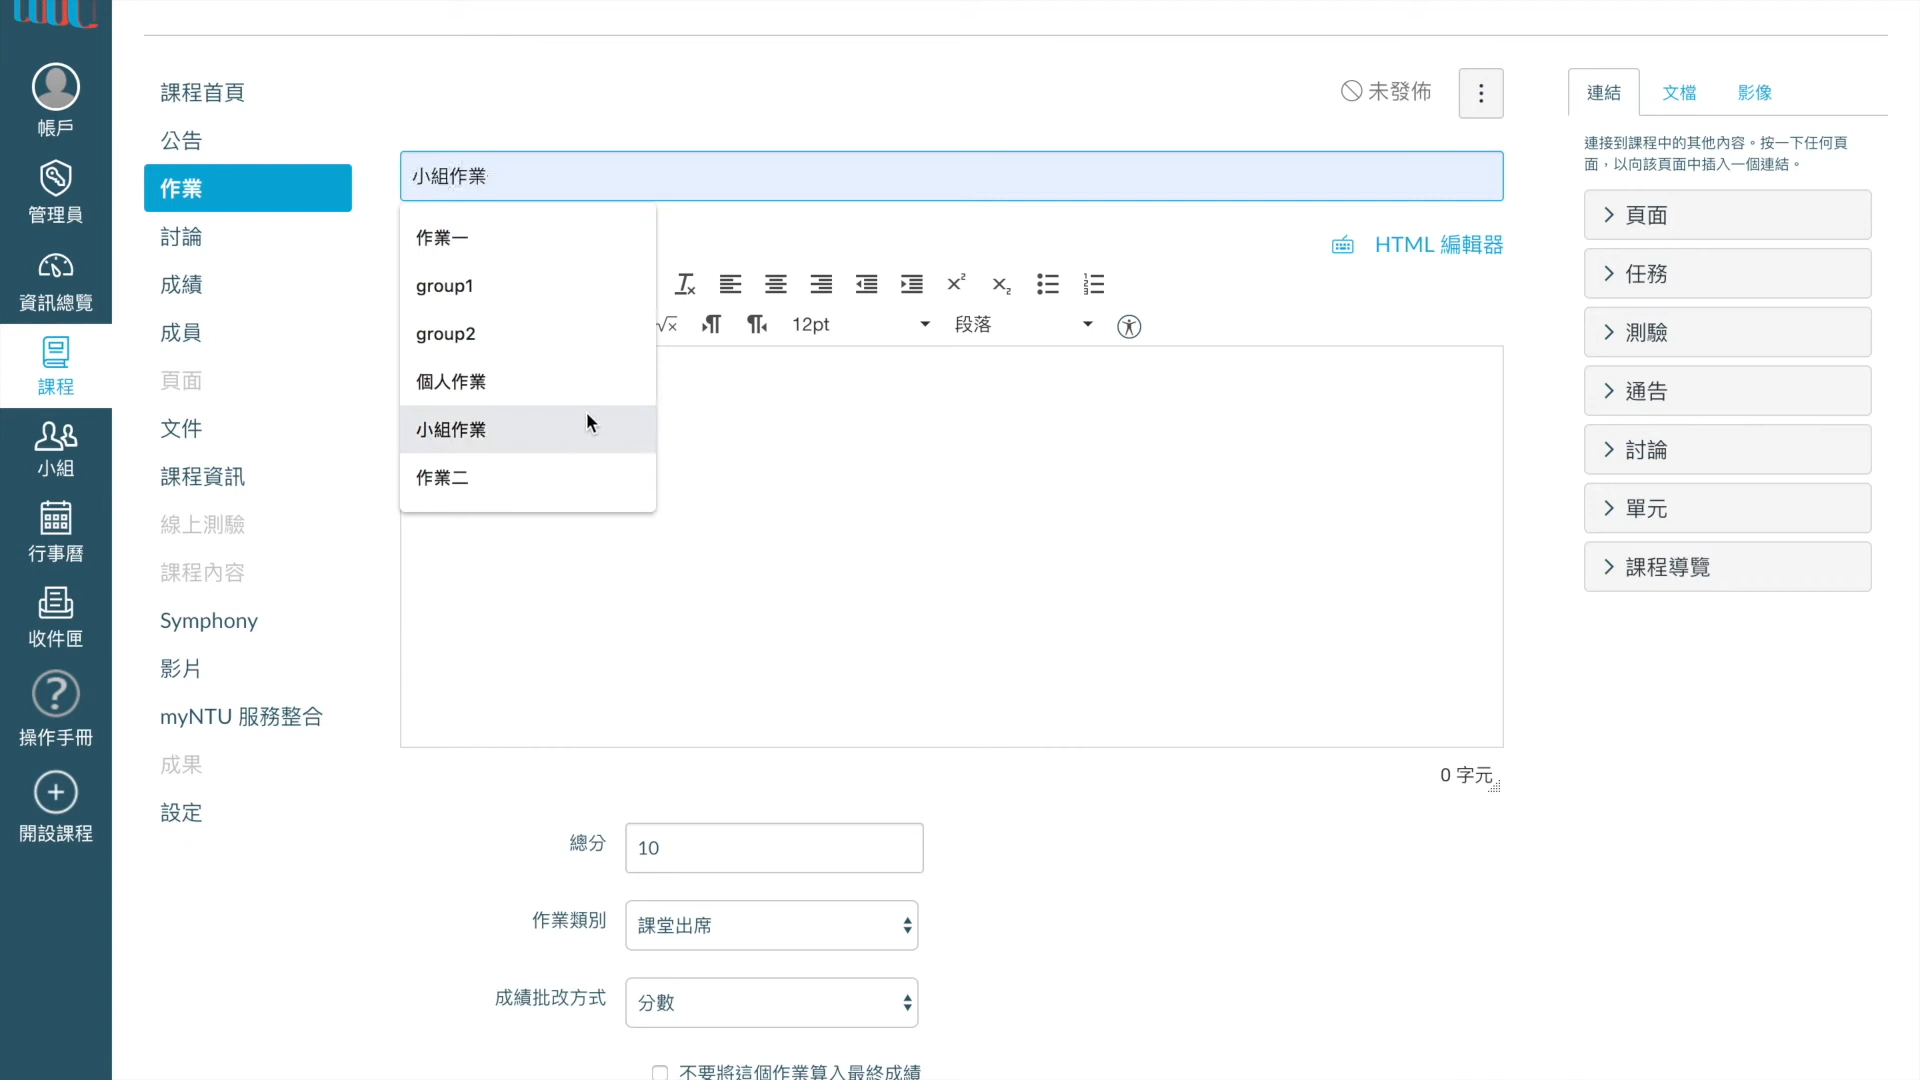 帳戶
管理員
資訊總覽
課程
小組
行事曆
收件匣
操作手冊
開設課程
課程首頁
公告
作業
討論
成績
成員
頁面
文件
課程資訊
線上測驗
課程內容
Symphony
影片
myNTU 服務整合
成果
設定
未發佈
小組作業
作業一
group1
group2
個人作業
小組作業
作業二
HTML 編輯器
12pt
段落
0 字元
總分
10
作業類別
課堂出席
成績批改方式
分數
不要將這個作業算入最終成績
連結 文檔 影像
連接到課程中的其他內容。按一下任何頁
面，以向該頁面中插入一個連結。
頁面
任務
測驗
通告
討論
單元
課程導覽